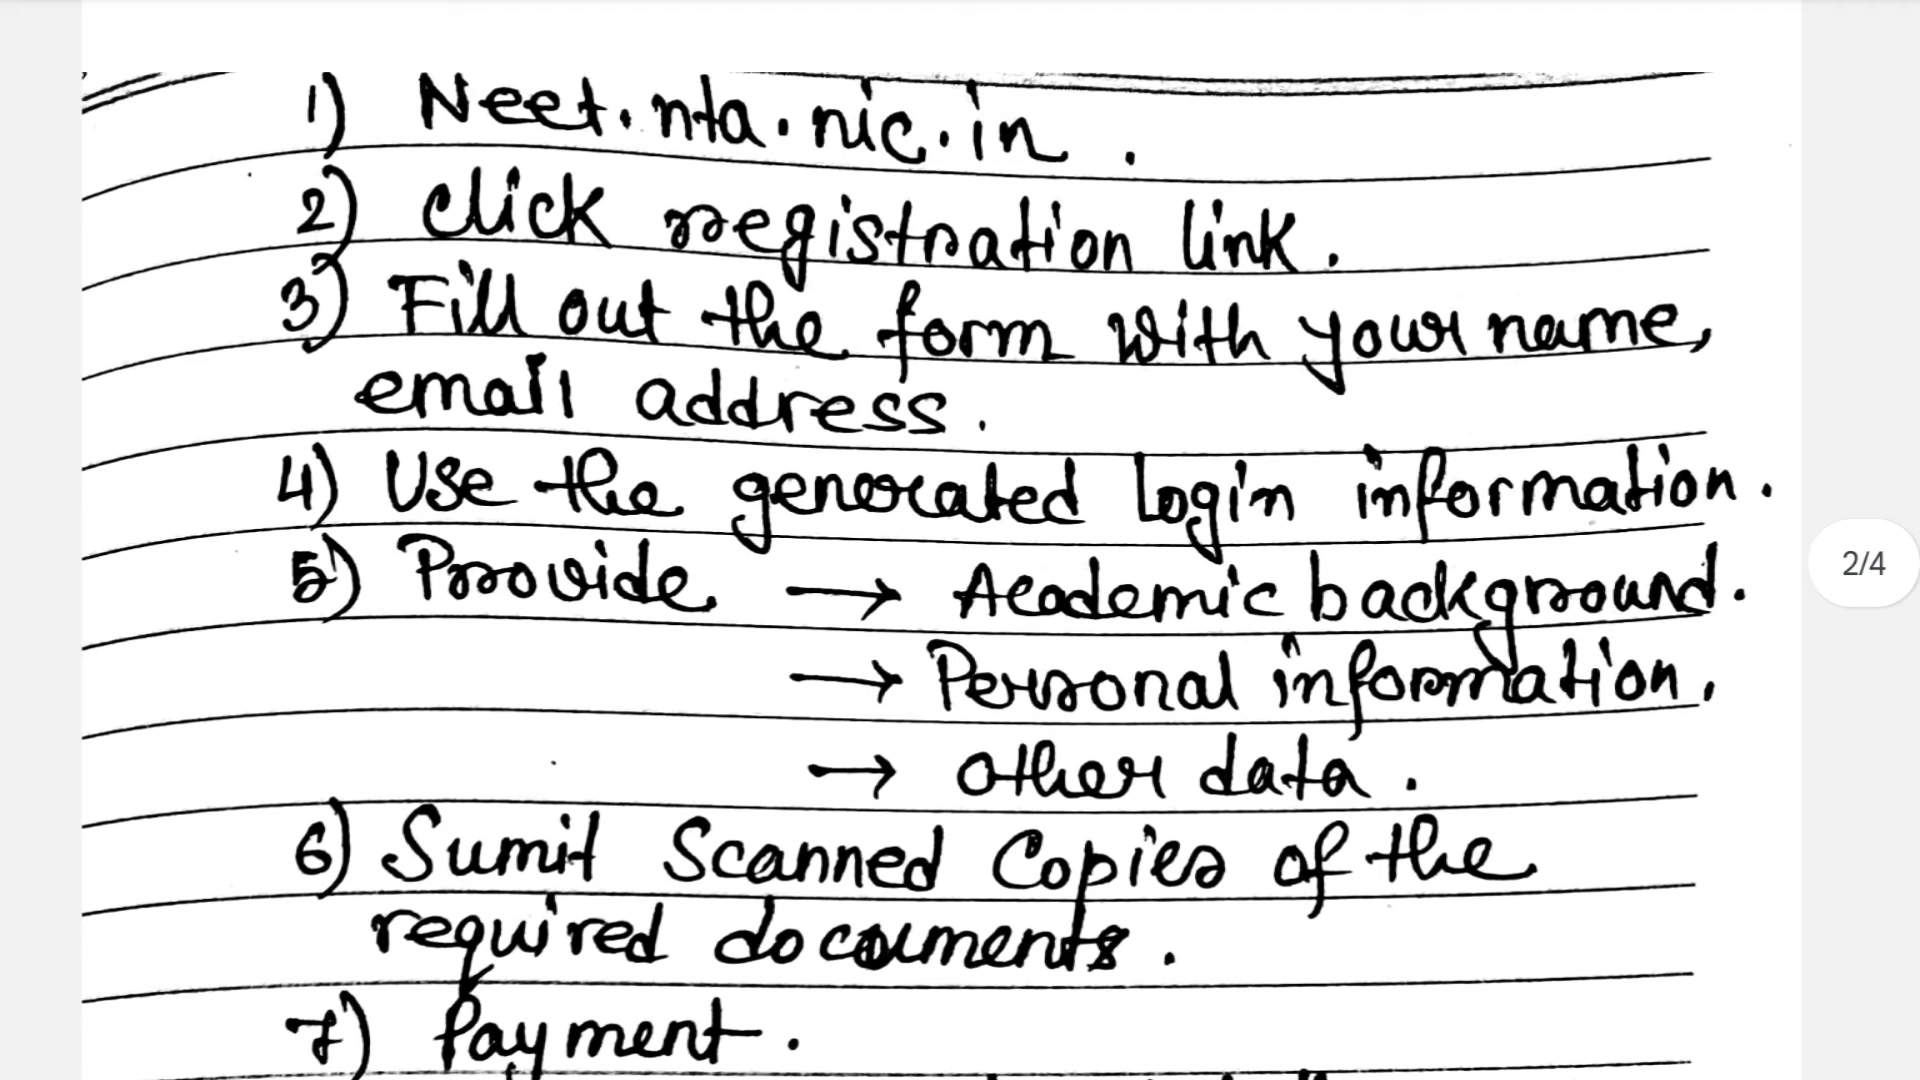 1) Neet.nta.nic.in.
2) click registration link.
3) Fill out the form with your name,
email address.
4) Use the generated login information.
5) Provide → Academic background.
→ Personal information.
→ other data.
6) Sumit Scanned Copies of the
required documents.
7) Payment.
2/4